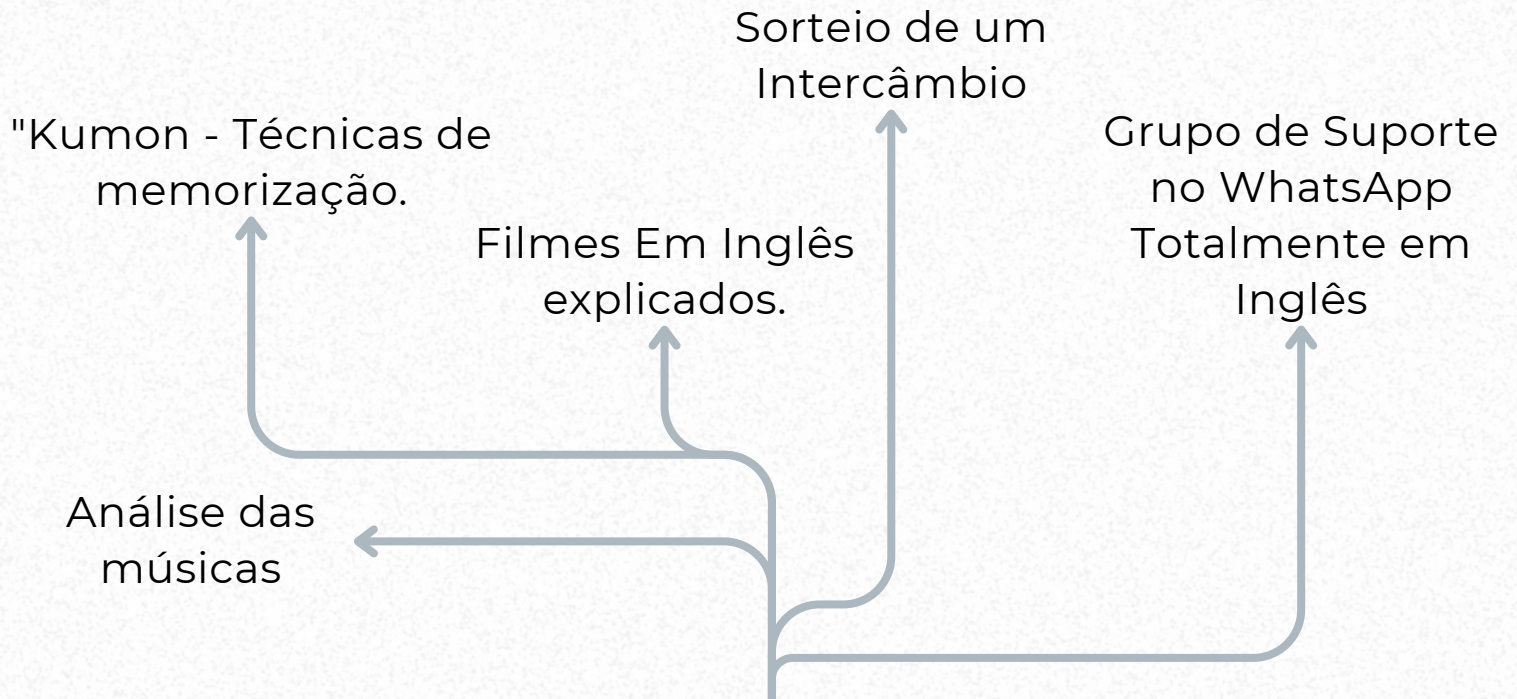 Sorteio de um
Intercâmbio
"Kumon - Técnicas de
memorização.
Grupo de Suporte
no WhatsApp
Totalmente em
Inglês
Filmes Em Inglês
explicados.
Análise das
músicas